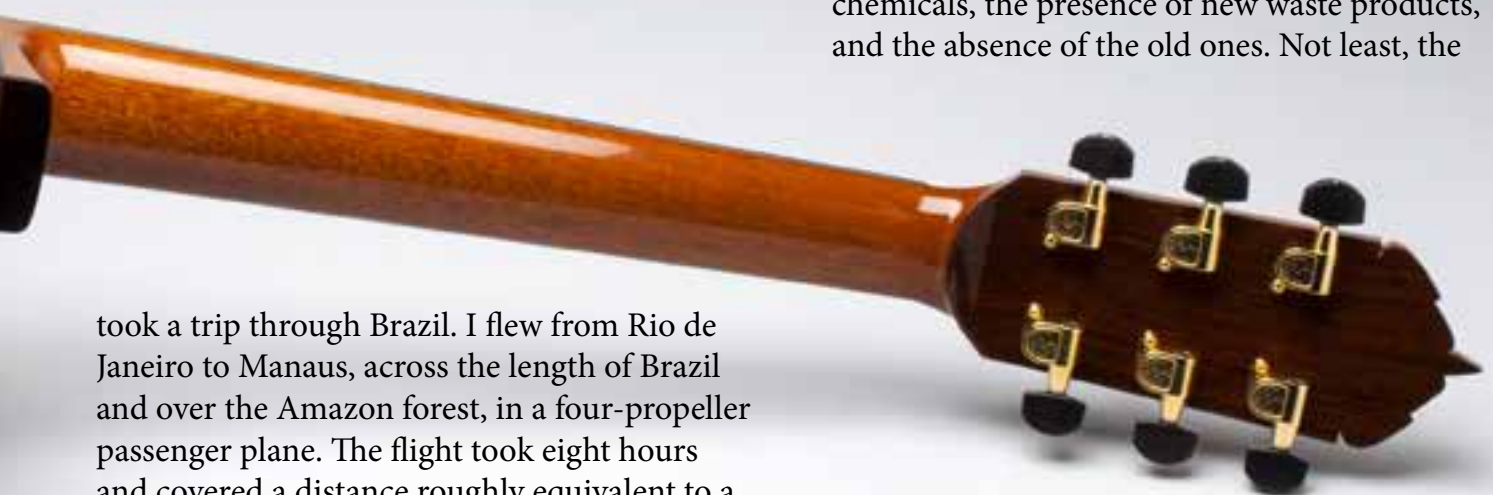 took a trip through Brazil. I flew from Rio de
Janeiro to Manaus, across the length of Brazil
and over the Amazon forest, in a four-propeller
passenger plane. The flight took eight hours
and covered a distance roughly equivalent to a
chemicals, the presence of new waste products,
and the absence of the old ones. Not least, the